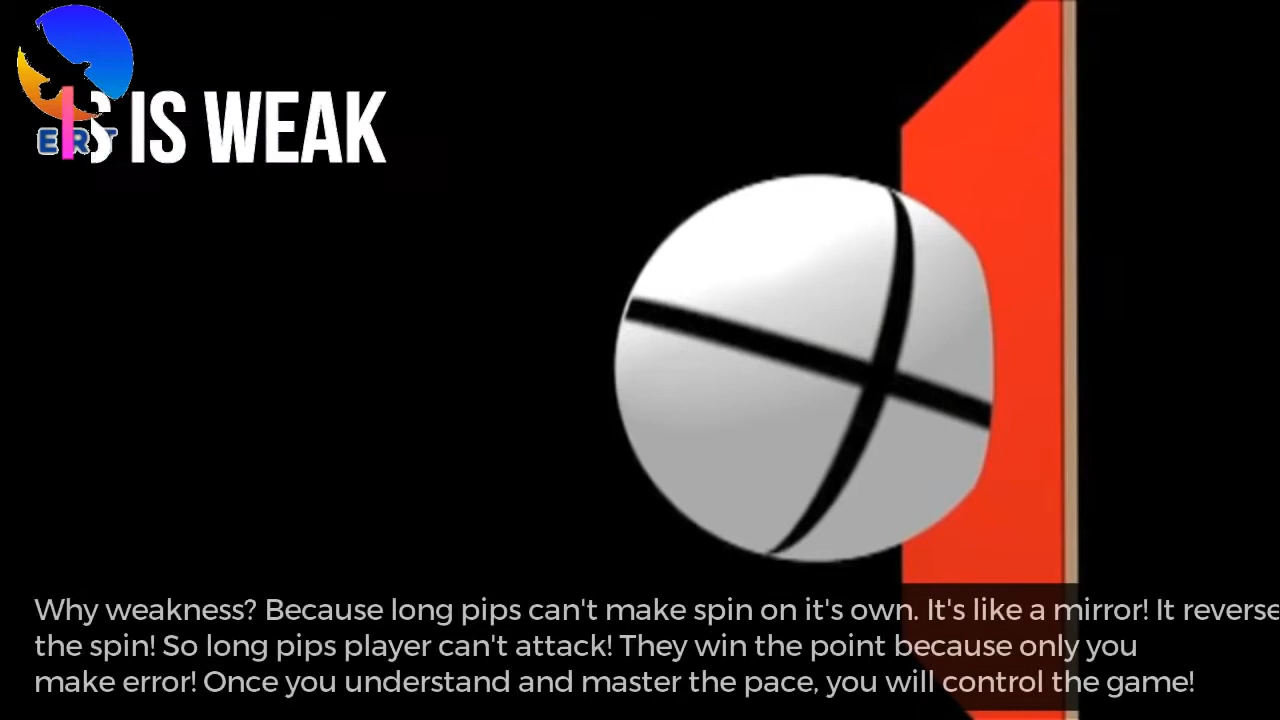 ERT
S IS WEAK
Why weakness? Because long pips can't make spin on it's own. It's like a mirror! It reverse
the spin! So long pips player can't attack! They win the point because only you
make error! Once you understand and master the pace, you will control the game!